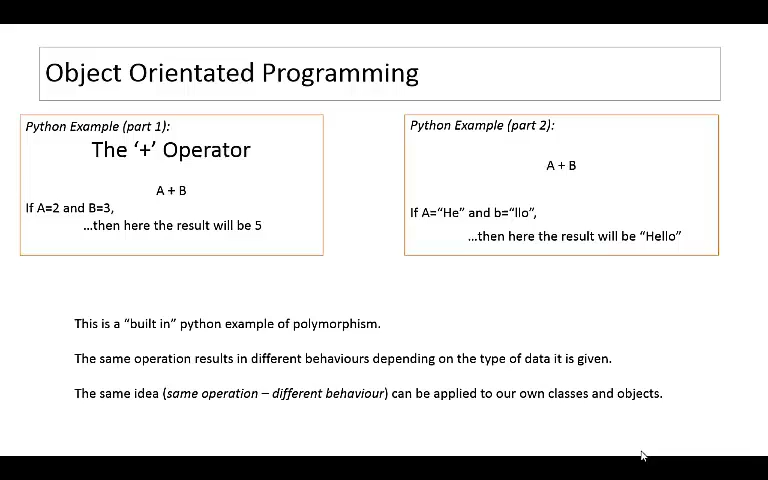 Object Orientated Programming
Python Example (part 1):
The ‘+’ Operator
A + B
If A=2 and B=3,
…then here the result will be 5
Python Example (part 2):
A + B
If A=“He” and b=“llo”,
…then here the result will be “Hello”
This is a “built in” python example of polymorphism.
The same operation results in different behaviours depending on the type of data it is given.
The same idea (same operation – different behaviour) can be applied to our own classes and objects.